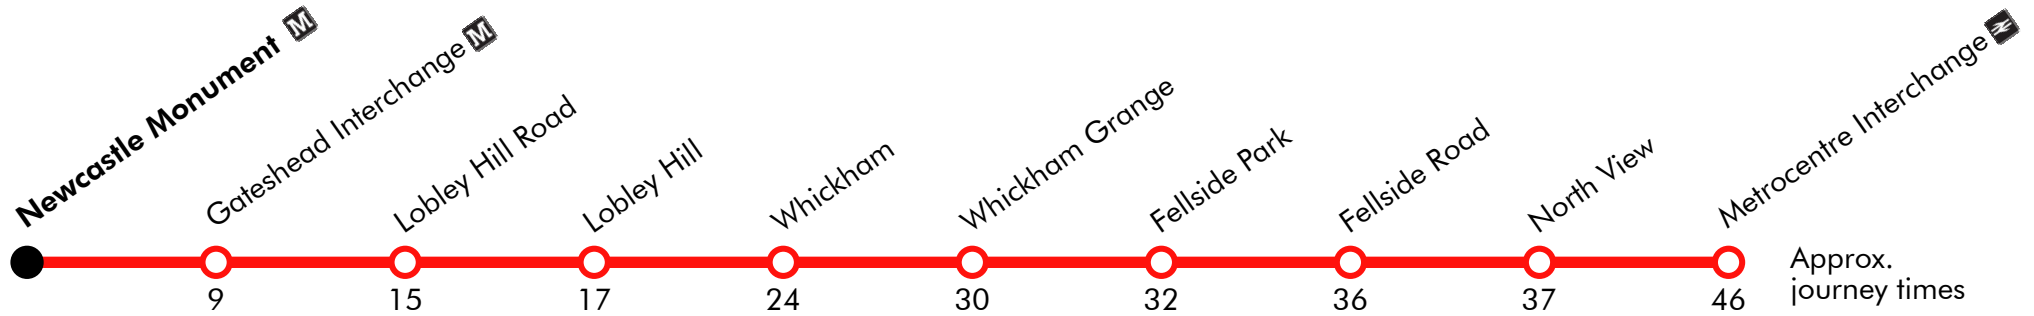 Newcastle Monument M
Gateshead Interchange M
Lobley Hill Road
Lobley Hill
Whickham
Whickham Grange
Fellside Park
Fellside Road
North View
Metrocentre Interchange
9 15 17 24 30 32 36 37 46
Approx.
journey times